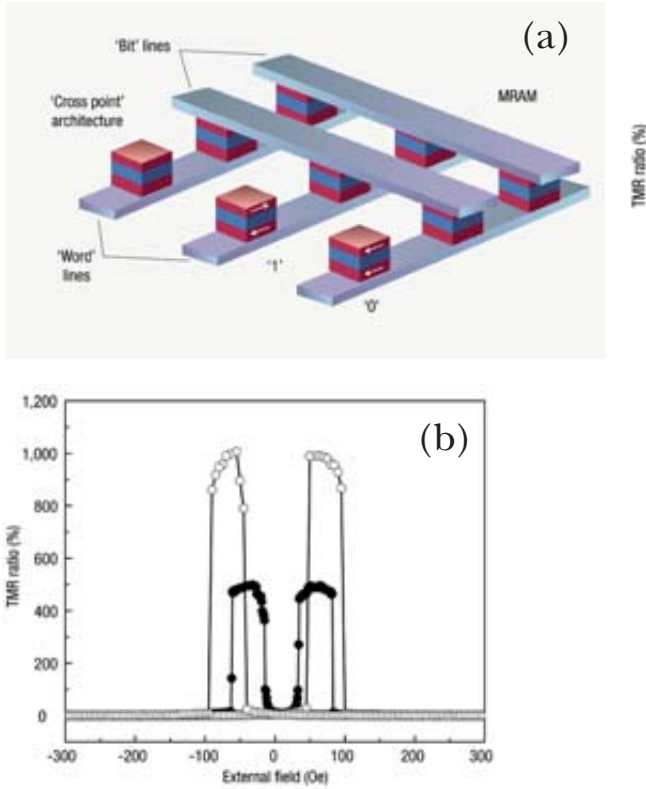 (a)
'Bit' lines
MRAM
'Cross point'
architecture
'Word'
lines
'1'
'0'
TMR ratio (%)
(b)
1,200
1,000
800
600
400
200
0
TMR ratio (%)
-300
-200
-100
0
100
200
300
External field (Oe)